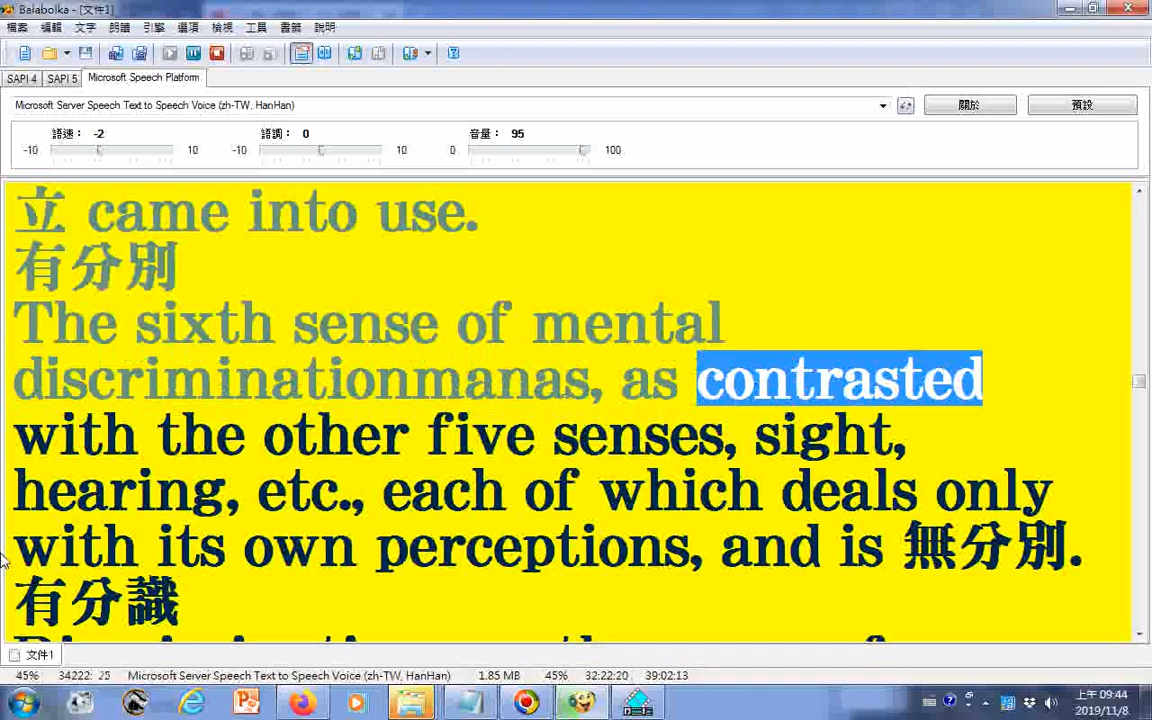 Balabolka - [文件1]
檔案 編輯 文字 朗讀 引擎 選項 檢視 工具 書籤 說明
SAPI 4 SAPI 5 Microsoft Speech Platform
Microsoft Server Speech Text to Speech Voice (zh-TW, HanHan) 關於 預設
語速： -2 語調： 0 音量： 95
-10 10 -10 10 0 100
立 came into use.
有分別
The sixth sense of mental
discriminationmanas, as contrasted
with the other five senses, sight,
hearing, etc., each of which deals only
with its own perceptions, and is 無分別.
有分識
文件1
45% 34222: 25 Microsoft Server Speech Text to Speech Voice (zh-TW, HanHan) 1.85 MB 45% 32:22:20 39:02:13
上午 09:44
2019/11/8